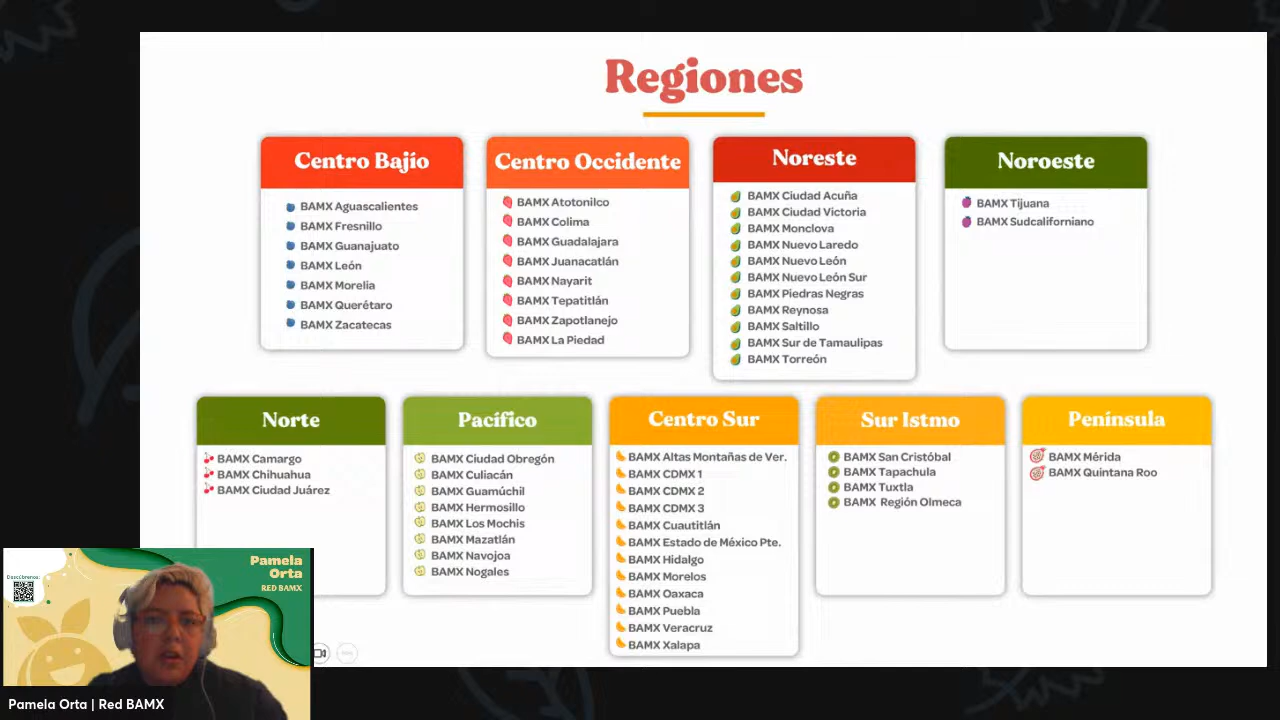 Regiones
Centro Bajío
BAMX Aguascalientes
BAMX Fresnillo
BAMX Guanajuato
BAMX León
BAMX Morelia
BAMX Querétaro
BAMX Zacatecas
Centro Occidente
BAMX Atotonilco
BAMX Colima
BAMX Guadalajara
BAMX Juanacatlán
BAMX Nayarit
BAMX Tepatitlán
BAMX Zapotlanejo
BAMX La Piedad
Noreste
BAMX Ciudad Acuña
BAMX Ciudad Victoria
BAMX Monclova
BAMX Nuevo Laredo
BAMX Nuevo León
BAMX Nuevo León Sur
BAMX Piedras Negras
BAMX Reynosa
BAMX Saltillo
BAMX Sur de Tamaulipas
BAMX Torreón
Noroeste
BAMX Tijuana
BAMX Sudcaliforniano
Norte
BAMX Camargo
BAMX Chihuahua
BAMX Ciudad Juárez
Pacífico
BAMX Ciudad Obregón
BAMX Culiacán
BAMX Guamúchil
BAMX Hermosillo
BAMX Los Mochis
BAMX Mazatlán
BAMX Navojoa
BAMX Nogales
Centro Sur
BAMX Altas Montañas de Ver.
BAMX CDMX 1
BAMX CDMX 2
BAMX CDMX 3
BAMX Cuautitlán
BAMX Estado de México Pte.
BAMX Hidalgo
BAMX Morelos
BAMX Oaxaca
BAMX Puebla
BAMX Veracruz
BAMX Xalapa
Sur Istmo
BAMX San Cristóbal
BAMX Tapachula
BAMX Tuxtla
BAMX Región Olmeca
Península
BAMX Mérida
BAMX Quintana Roo
Descúbrenos:
Pamela
Orta
RED BAMX
Pamela Orta | Red BAMX